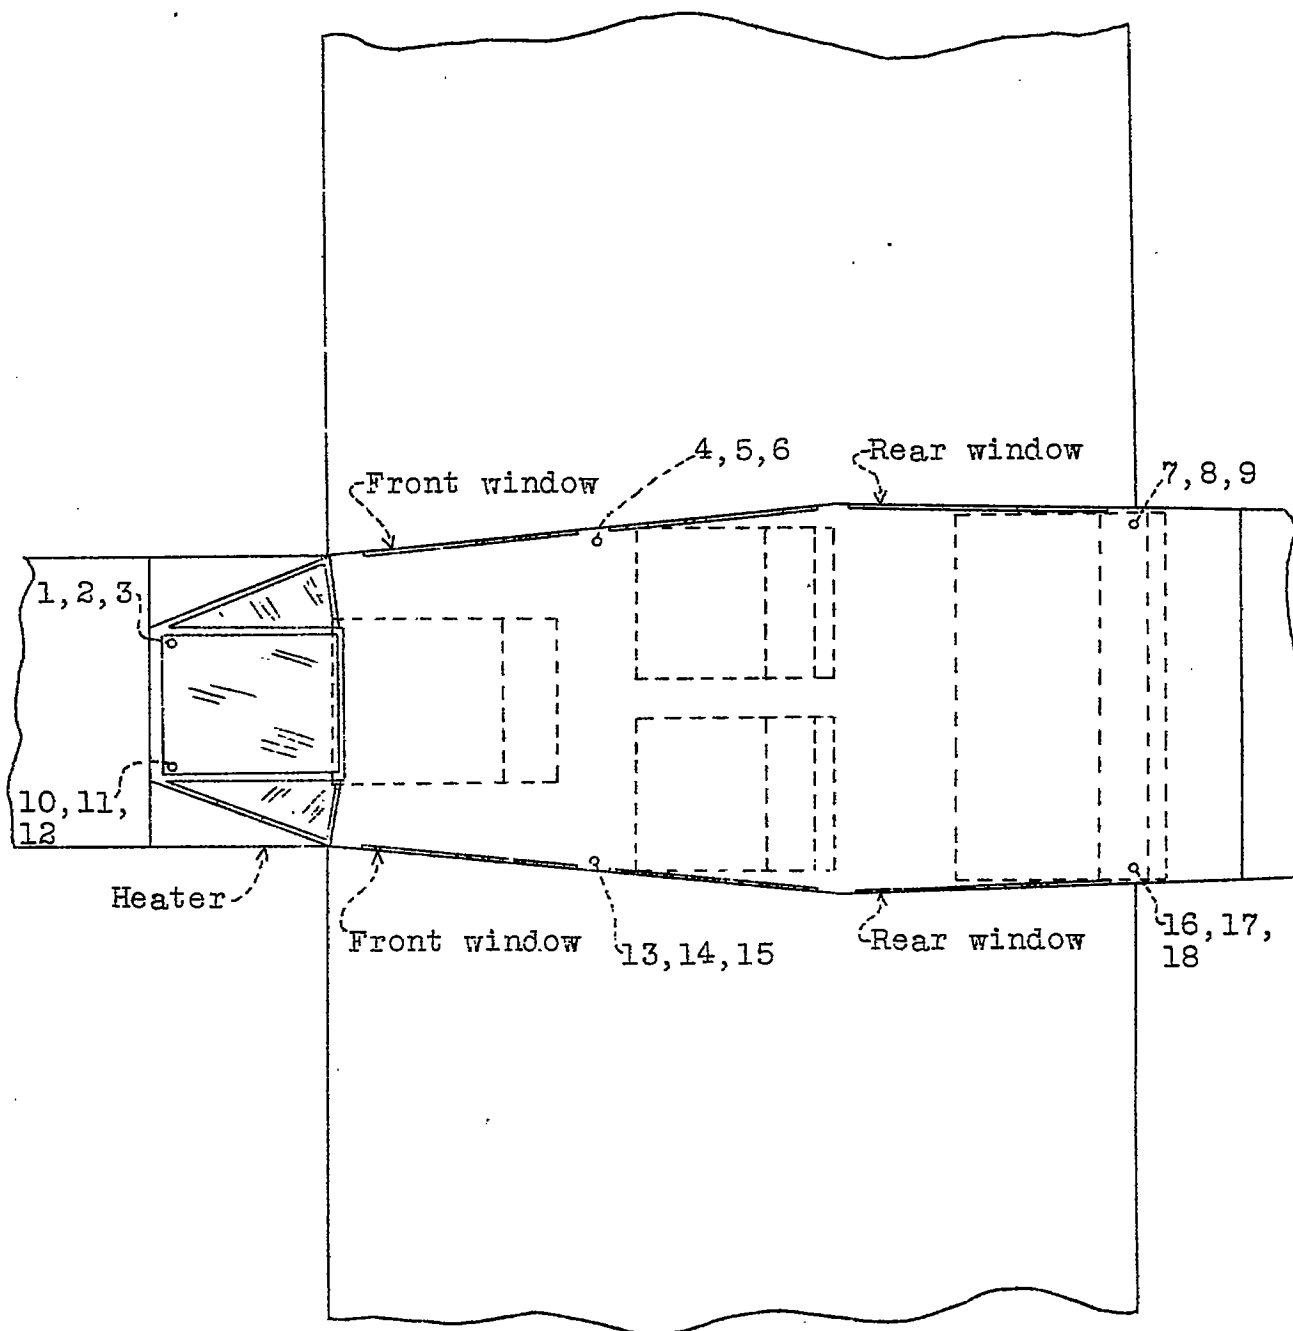 4,5,6
Rear window
7,8,9
Front window
1,2,3
10,11,
12
Heater
Front window
13,14,15
Rear window
16,17,
18